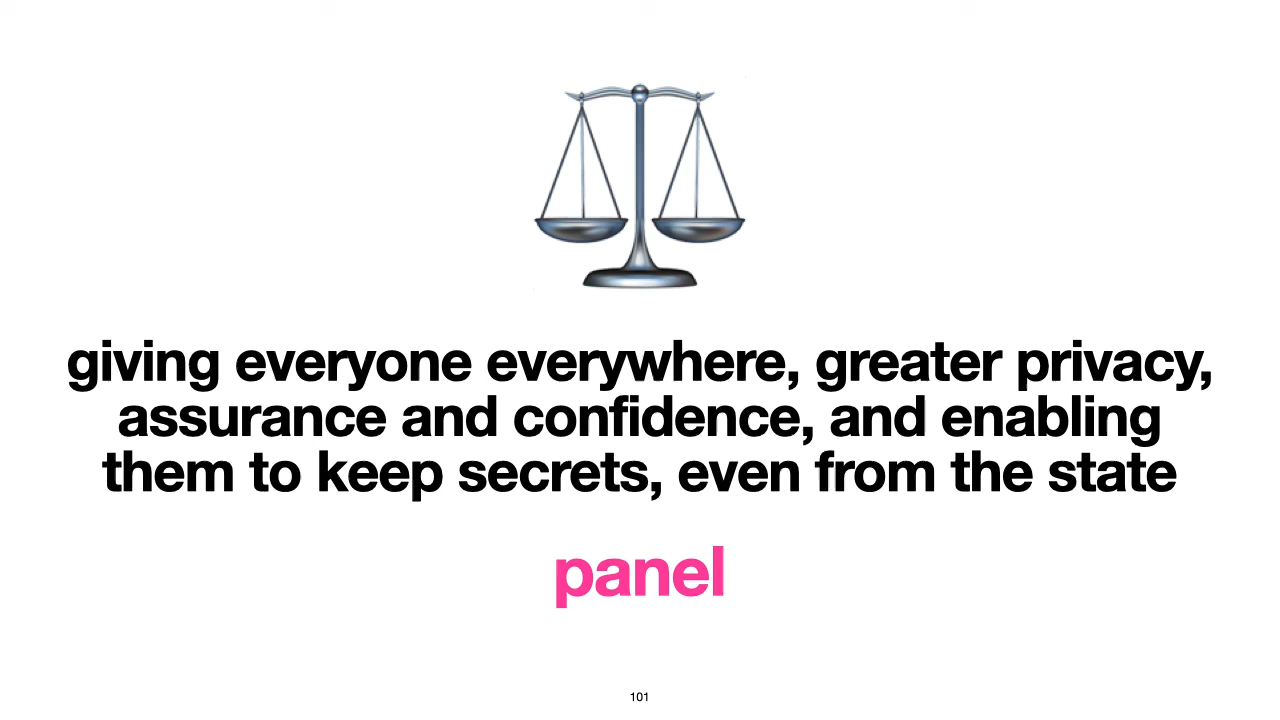 giving everyone everywhere, greater privacy,
assurance and confidence, and enabling
them to keep secrets, even from the state
panel
101